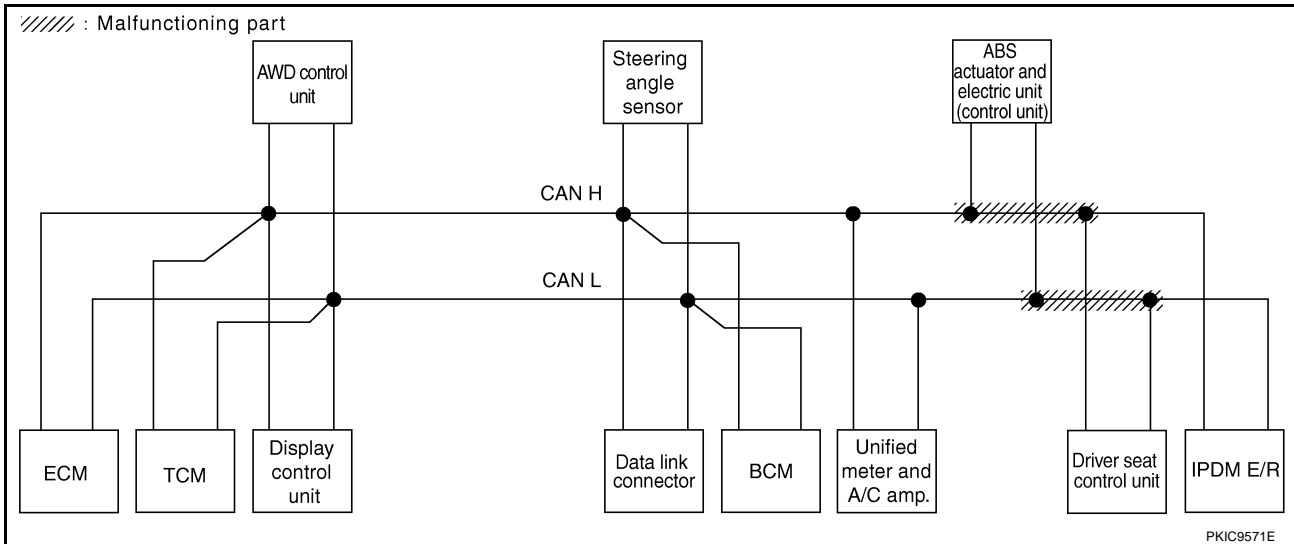 : Malfunctioning part
AWD control
unit
Steering
angle
sensor
ABS
actuator and
electric unit
(control unit)
CAN H
CAN L
ECM
TCM
Display
control
unit
Data link
connector
BCM
Unified
meter and
A/C amp.
Driver seat
control unit
IPDM E/R
PKIC9571E